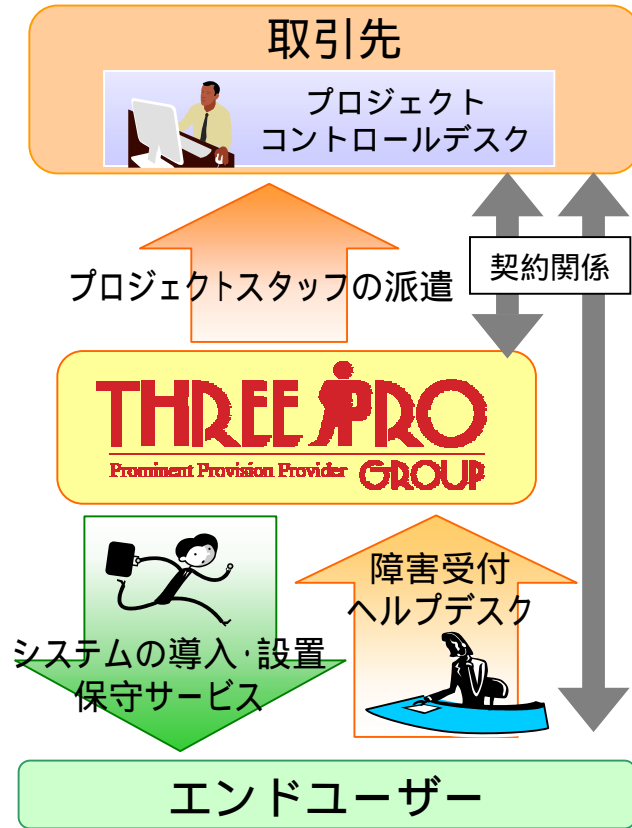 取引先
プロジェクト
コントロールデスク
プロジェクトスタッフの派遣
契約関係
THREE PRO
Prominent Provision Provider GROUP
障害受付
ヘルプデスク
システムの導入・設置
保守サービス
エンドユーザー